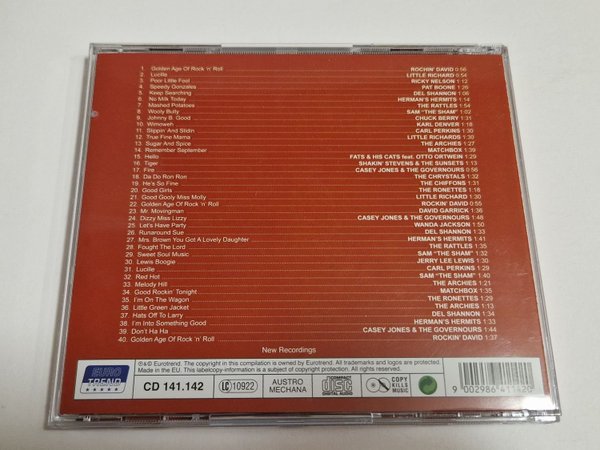 1. Golden Age Of Rock 'n' Roll ROCHIN' DAVID 0:56
2. Lucille LITTLE RICHARD 0:54
3. Poor Little Fool RICKY NELSON 1:12
4. Speedy Gonzales PAT BOONE 1:26
5. Keep Searching DEL SHANNON 1:06
6. No Milk Today HERMAN'S HERMITS 1:14
7. Mashed Potatoes THE RATTLES 1:54
8. Wooly Bully SAM "THE SHAM" 1:02
9. Johnny B. Good CHUCK BERRY 1:31
10. Wimoweh KARL DENVER 1:18
11. Slippin' And Slidin CARL PERKINS 1:30
12. True Fine Mama LITTLE RICHARDS 1:30
13. Sugar And Spice THE ARCHIES 1:27
14. Remember September MATCHBOX 1:39
15. Hello FATS & HIS CATS feat. OTTO ORTWEIN 1:29
16. Tiger SHAKIN' STEVENS & THE SUNSETS 1:13
17. Fire CASEY JONES & THE GOVERNOURS 0:56
18. Da Do Ron Ron THE CHRYSTALS 1:32
19. He's So Fine THE CHIFFONS 1:31
20. Good Girls THE RONETTES 1:18
21. Good Gooly Miss Molly LITTLE RICHARD 1:30
22. Golden Age Of Rock 'n' Roll ROCKIN' DAVID 0:55
23. Mr. Movingman DAVID GARRICK 1:36
24. Dizzy Miss Lizzy CASEY JONES & THE GOVERNOURS 1:48
25. Let's Have Party WANDA JACKSON 1:50
26. Runaround Sue DEL SHANNON 1:33
27. Mrs. Brown You Got A Lovely Daughter HERMAN'S HERMITS 1:41
28. Fought The Lord THE RATTLES 1:35
29. Sweet Soul Music SAM "THE SHAM" 1:32
30. Lewis Boogie JERRY LEE LEWIS 1:30
31. Lucille CARL PERKINS 1:29
32. Red Hot SAM "THE SHAM" 1:40
33. Melody Hill THE ARCHIES 1:21
34. Good Rockin' Tonight MATCHBOX 1:35
35. I'm On The Wagon THE RONETTES 1:29
36. Little Green Jacket THE ARCHIES 1:13
37. Hats Off To Larry DEL SHANNON 1:34
38. I'm Into Something Good HERMAN'S HERMITS 1:33
39. Don't Ha Ha CASEY JONES & THE GOVERNOURS 1:44
40. Golden Age Of Rock 'n' Roll ROCKIN' DAVID 1:37
New Recordings
℗&© Eurotrend. The copyright in this compilation is owned by Eurotrend. All trademarks and logos are protected.
Made in the EU. This labelcopy-information is a subject of copyright protection. All rights reserved.
EURO TREND
CD 141.142
LC 10922
AUSTRO MECHANA
COMPACT disc DIGITAL AUDIO
COPY KILLS MUSIC
9 002986 411420